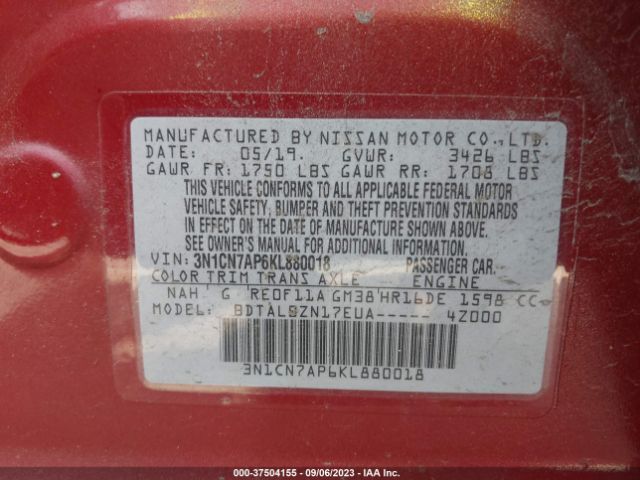 MANUFACTURED BY NISSAN MOTOR CO.,LTD.
DATE: 05/19. GVWR: 3426 LBS
GAWR FR: 1750 LBS GAWR RR: 1708 LBS
THIS VEHICLE CONFORMS TO ALL APPLICABLE FEDERAL MOTOR
VEHICLE SAFETY, BUMPER AND THEFT PREVENTION STANDARDS
IN EFFECT ON THE DATE OF MANUFACTURE SHOWN ABOVE.
SEE OWNER'S MANUAL FOR ADDITIONAL INFORMATION
VIN: 3N1CN7AP6KL880018 PASSENGER CAR.
COLOR TRIM TRANS AXLE ENGINE
NAH G RE0F11A GM38 HR16DE 1598 CC
ZN17EUA----- 4Z000
3N1CN7AP6KL880018
000-37504155 - 09/06/2023 - IAA Inc.